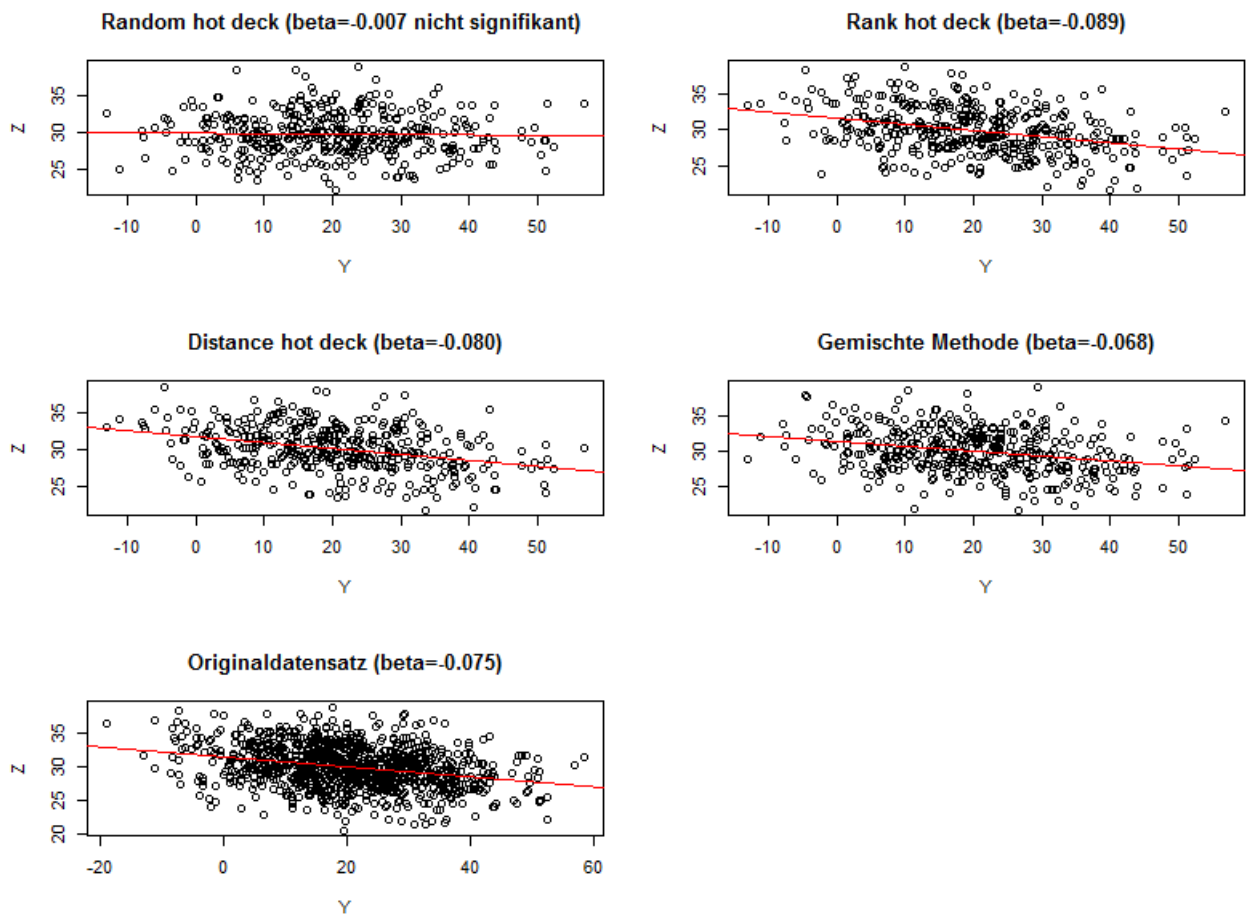 Random hot deck (beta=-0.007 nicht signifikant)
Z
35
30
25
-10 0 10 20 30 40 50
Y
Rank hot deck (beta=-0.089)
Z
35
30
25
-10 0 10 20 30 40 50
Y
Distance hot deck (beta=-0.080)
Z
35
30
25
-10 0 10 20 30 40 50
Y
Gemischte Methode (beta=-0.068)
Z
35
30
25
-10 0 10 20 30 40 50
Y
Originaldatensatz (beta=-0.075)
Z
35
30
25
20
-20 0 20 40 60
Y